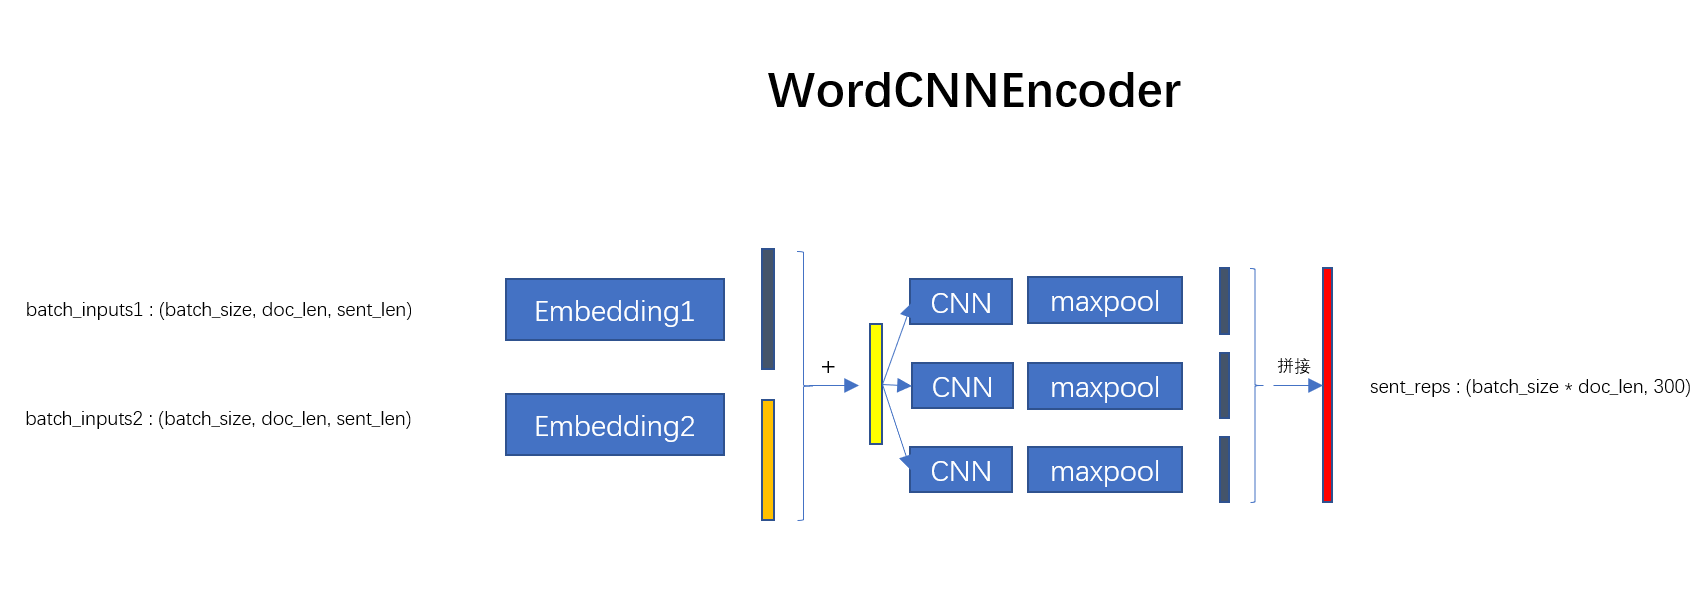 WordCNNEncoder
batch_inputs1 : (batch_size, doc_len, sent_len)
Embedding1
batch_inputs2 : (batch_size, doc_len, sent_len)
Embedding2
+
CNN
maxpool
CNN
maxpool
CNN
maxpool
拼接
sent_reps : (batch_size * doc_len, 300)